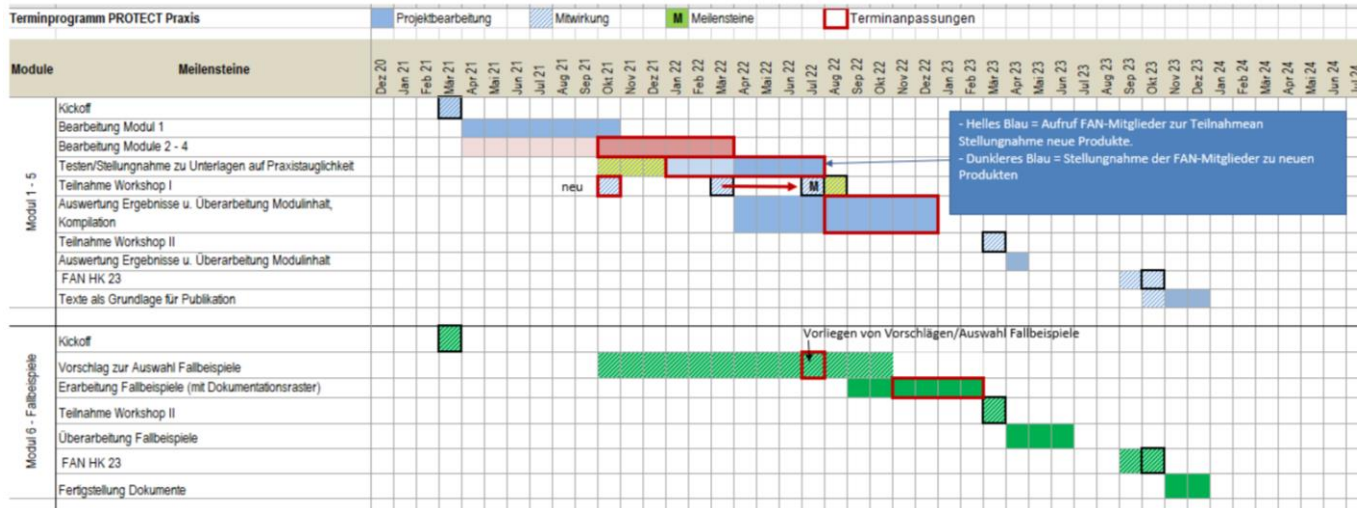 Terminprogramm PROTECT Praxis
Projektbearbeitung
Mitwirkung
M Meilensteine
Terminanpassungen
Module
Meilensteine
Dez 20
Jan 21
Feb 21
Mär 21
Apr 21
Mai 21
Jun 21
Jul 21
Aug 21
Sep 21
Okt 21
Nov 21
Dez 21
Jan 22
Feb 22
Mär 22
Apr 22
Mai 22
Jun 22
Jul 22
Aug 22
Sep 22
Okt 22
Nov 22
Dez 22
Jan 23
Feb 23
Mär 23
Apr 23
Mai 23
Jun 23
Jul 23
Aug 23
Sep 23
Okt 23
Nov 23
Dez 23
Jan 24
Feb 24
Mär 24
Apr 24
Mai 24
Jun 24
Jul 24
Modul 1 - 5
Kickoff
Bearbeitung Modul 1
Bearbeitung Module 2 - 4
Testen/Stellungnahme zu Unterlagen auf Praxistauglichkeit
Teilnahme Workshop I
neu
M
Auswertung Ergebnisse u. Überarbeitung Modulinhalt,
Kompilation
Teilnahme Workshop II
Auswertung Ergebnisse u. Überarbeitung Modulinhalt
FAN HK 23
Texte als Grundlage für Publikation
- Helles Blau = Aufruf FAN-Mitglieder zur Teilnahmean
Stellungnahme neue Produkte.
- Dunkleres Blau = Stellungnahme der FAN-Mitglieder zu neuen
Produkten
Modul 6 - Fallbeispiele
Kickoff
Vorliegen von Vorschlägen/Auswahl Fallbeispiele
Vorschlag zur Auswahl Fallbeispiele
Erarbeitung Fallbeispiele (mit Dokumentationsraster)
Teilnahme Workshop II
Überarbeitung Fallbeispiele
FAN HK 23
Fertigstellung Dokumente